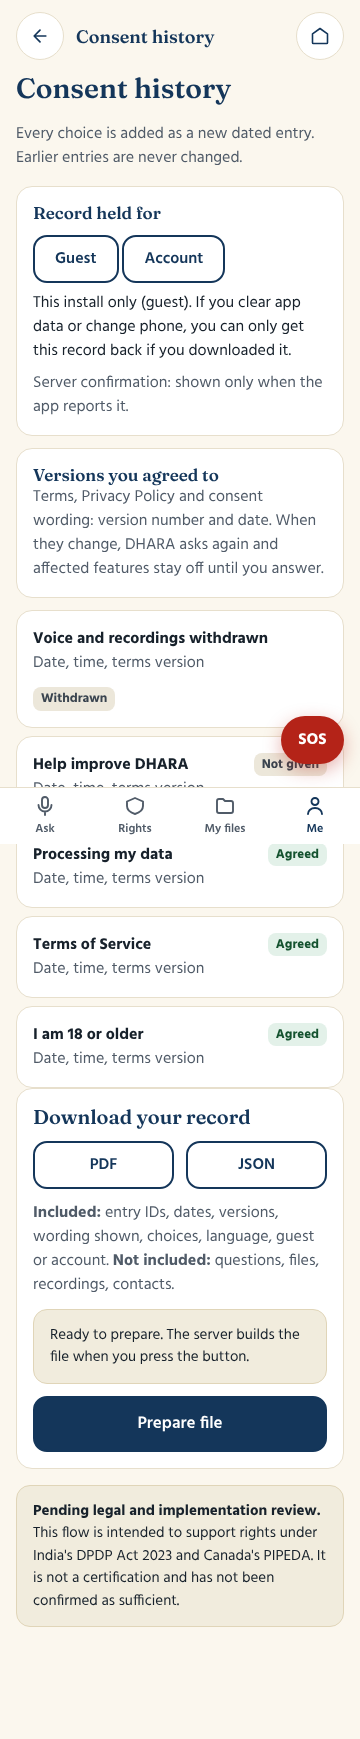 Consent history
Consent history
Every choice is added as a new dated entry.
Earlier entries are never changed.
Record held for
Guest
Account
This install only (guest). If you clear app
data or change phone, you can only get
this record back if you downloaded it.
Server confirmation: shown only when the
app reports it.
Versions you agreed to
Terms, Privacy Policy and consent
wording: version number and date. When
they change, DHARA asks again and
affected features stay off until you answer.
Voice and recordings withdrawn
Date, time, terms version
Withdrawn
SOS
Help improve DHARA
Not given
Date, time, terms version
Ask
Rights
My files
Me
Processing my data
Agreed
Date, time, terms version
Terms of Service
Agreed
Date, time, terms version
I am 18 or older
Agreed
Date, time, terms version
Download your record
PDF
JSON
Included: entry IDs, dates, versions,
wording shown, choices, language, guest
or account. Not included: questions, files,
recordings, contacts.
Ready to prepare. The server builds the
file when you press the button.
Prepare file
Pending legal and implementation review.
This flow is intended to support rights under
India's DPDP Act 2023 and Canada's PIPEDA. It
is not a certification and has not been
confirmed as sufficient.